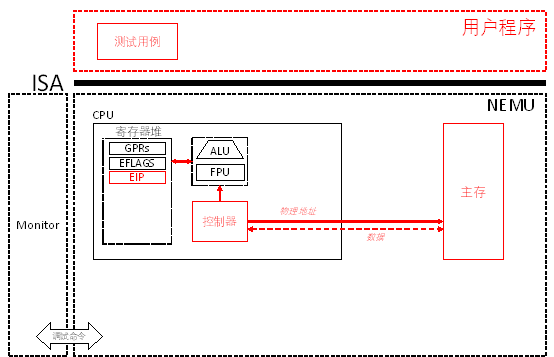 用户程序
测试用例
ISA
NEMU
CPU
寄存器堆
GPRs
EFLAGS
EIP
ALU
FPU
控制器
物理地址
数据
主存
Monitor
调试命令